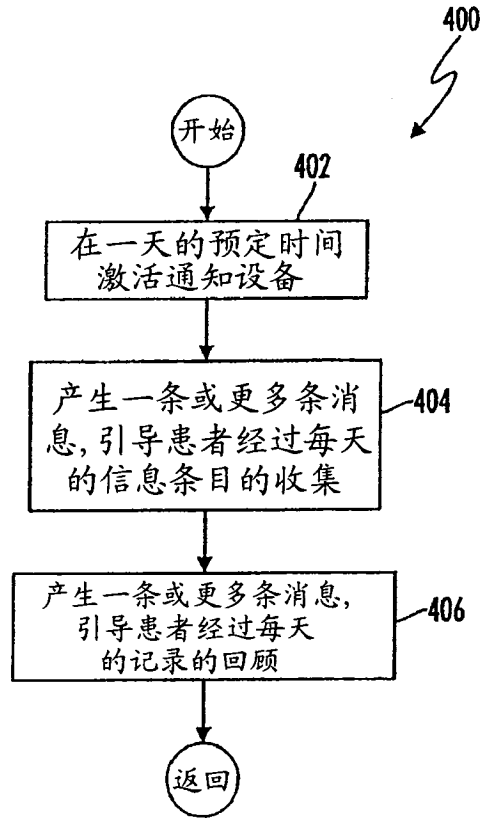 400
开始
402
在一天的预定时间
激活通知设备
产生一条或更多条消
息,引导患者经过每天
的信息条目的收集
404
产生一条或更多条消息,
引导患者经过每天
的记录的回顾
406
返回